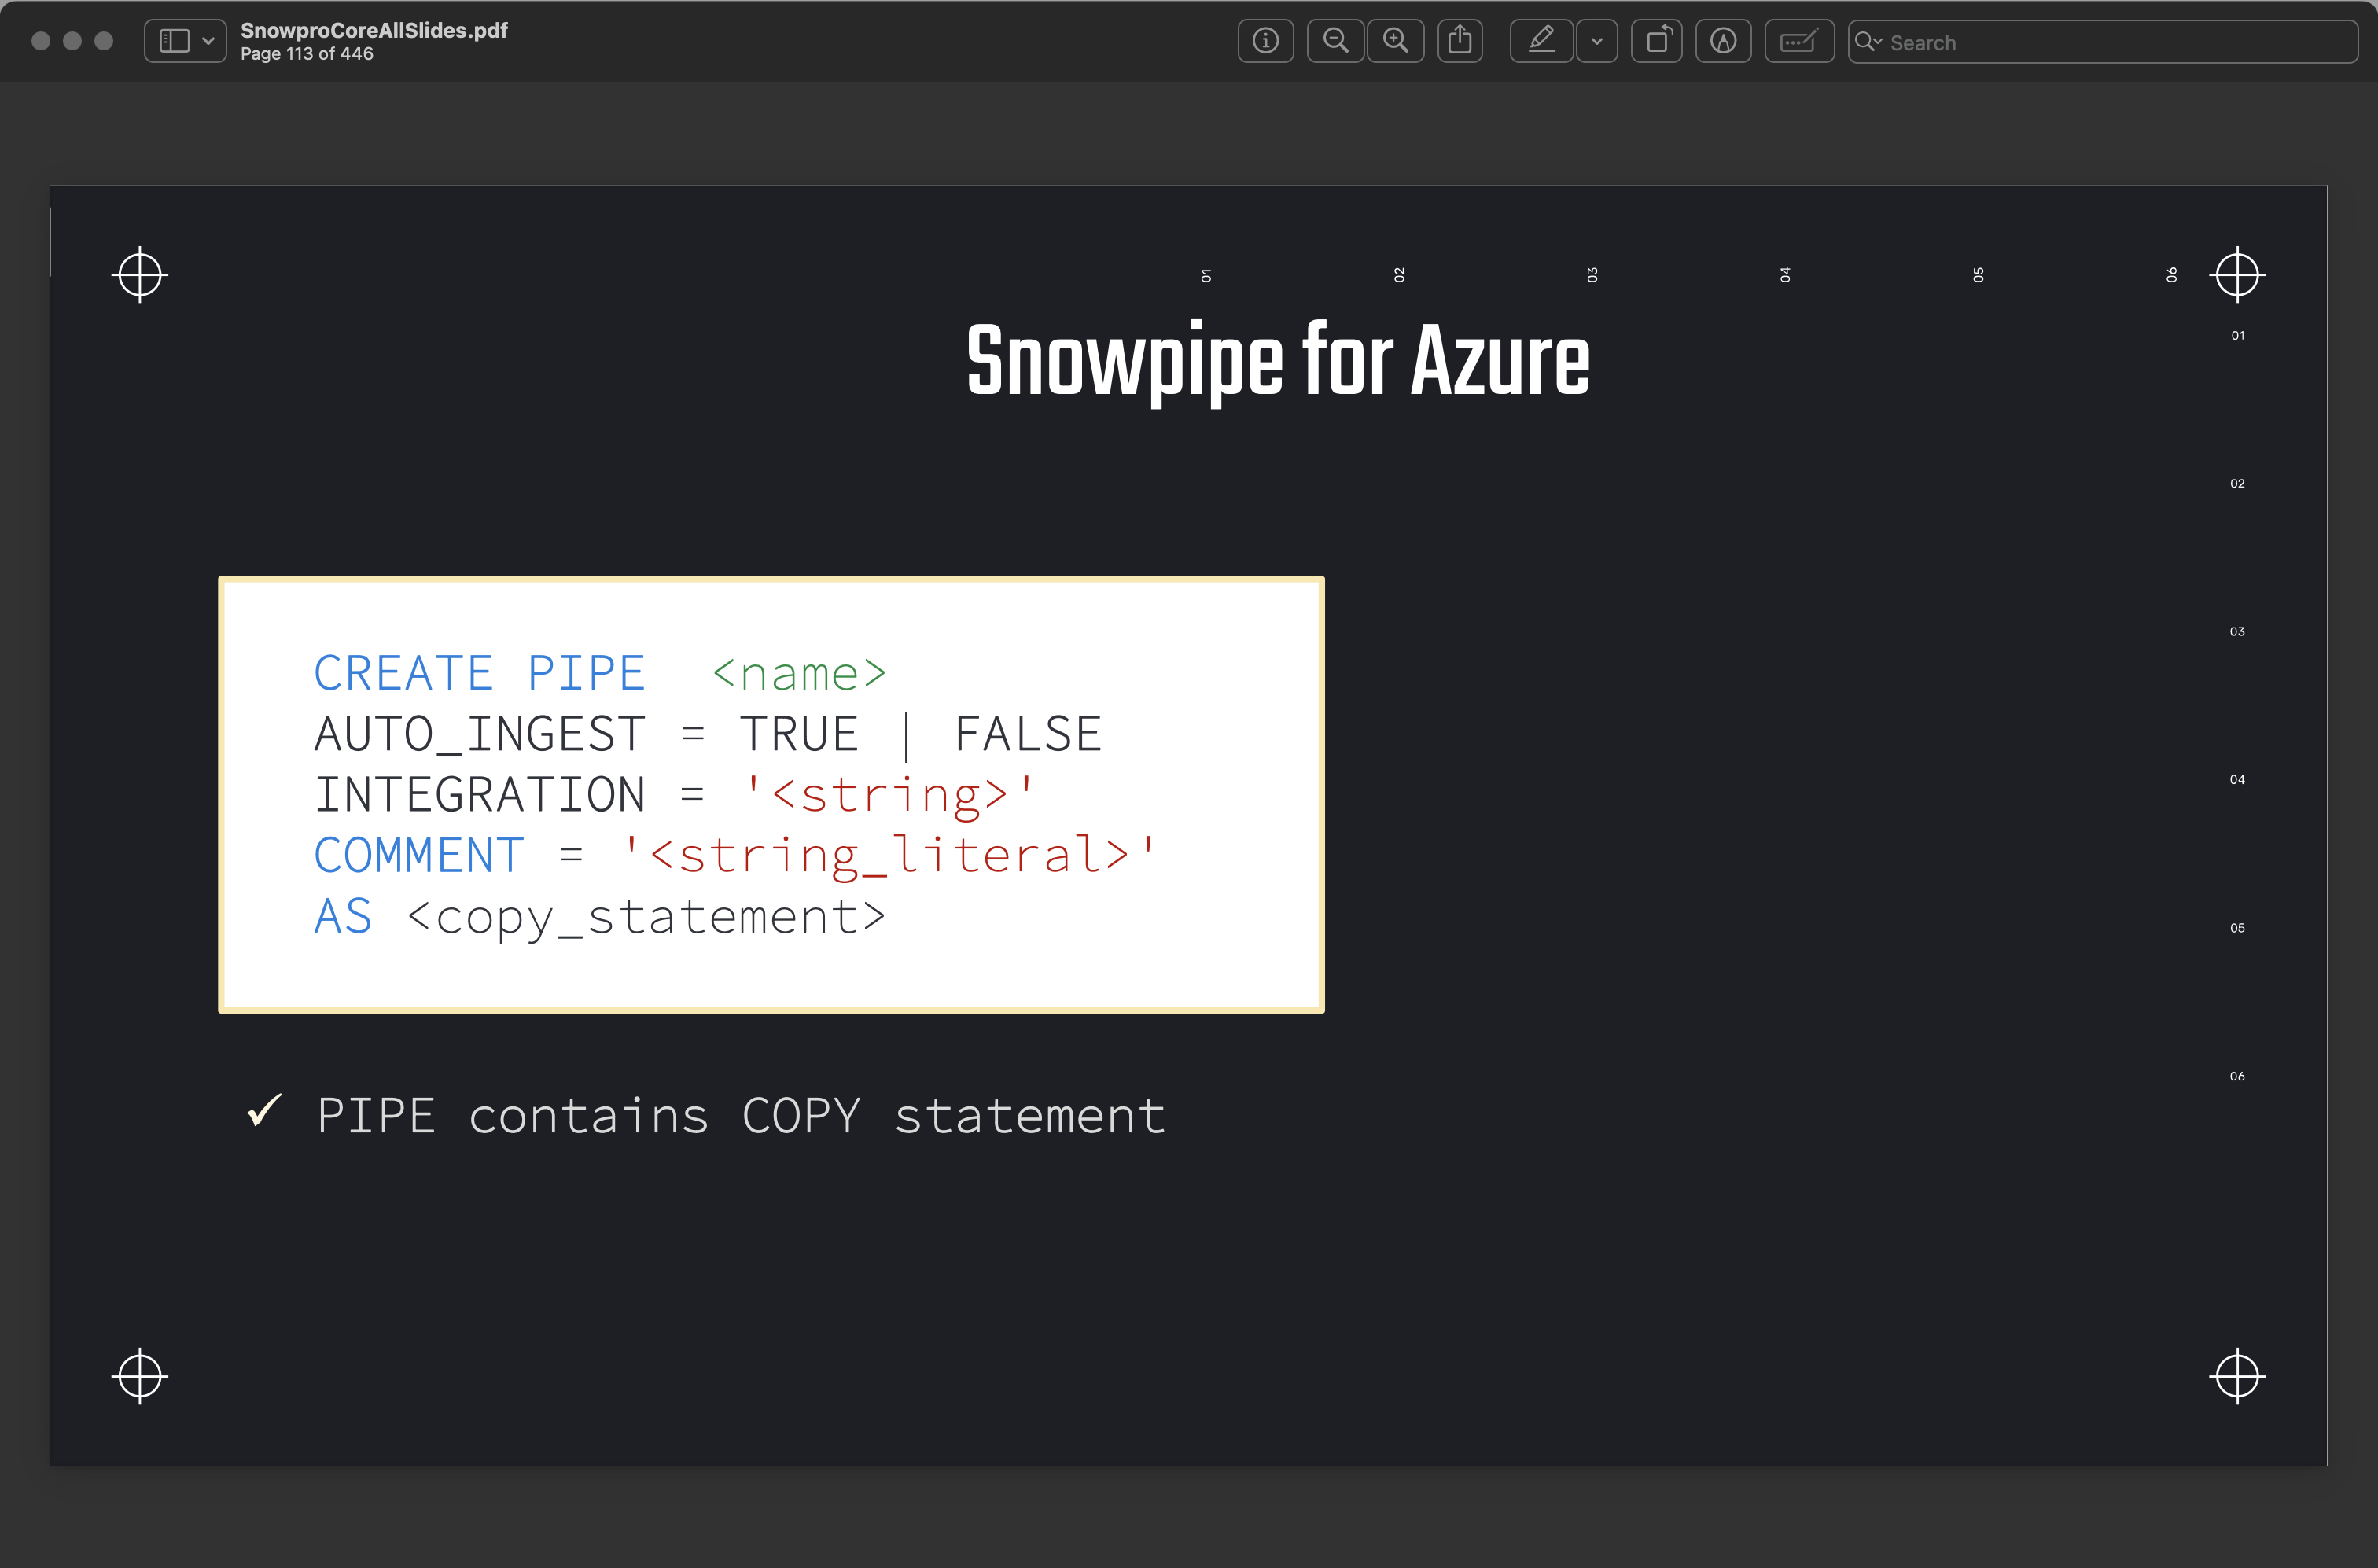 SnowproCoreAllSlides.pdf
Page 113 of 446
Search
01 02 03 04 05 06
Snowpipe for Azure
01
02
03
04
05
06
CREATE PIPE  <name>
AUTO_INGEST = TRUE | FALSE
INTEGRATION = '<string>'
COMMENT = '<string_literal>'
AS <copy_statement>
✓ PIPE contains COPY statement